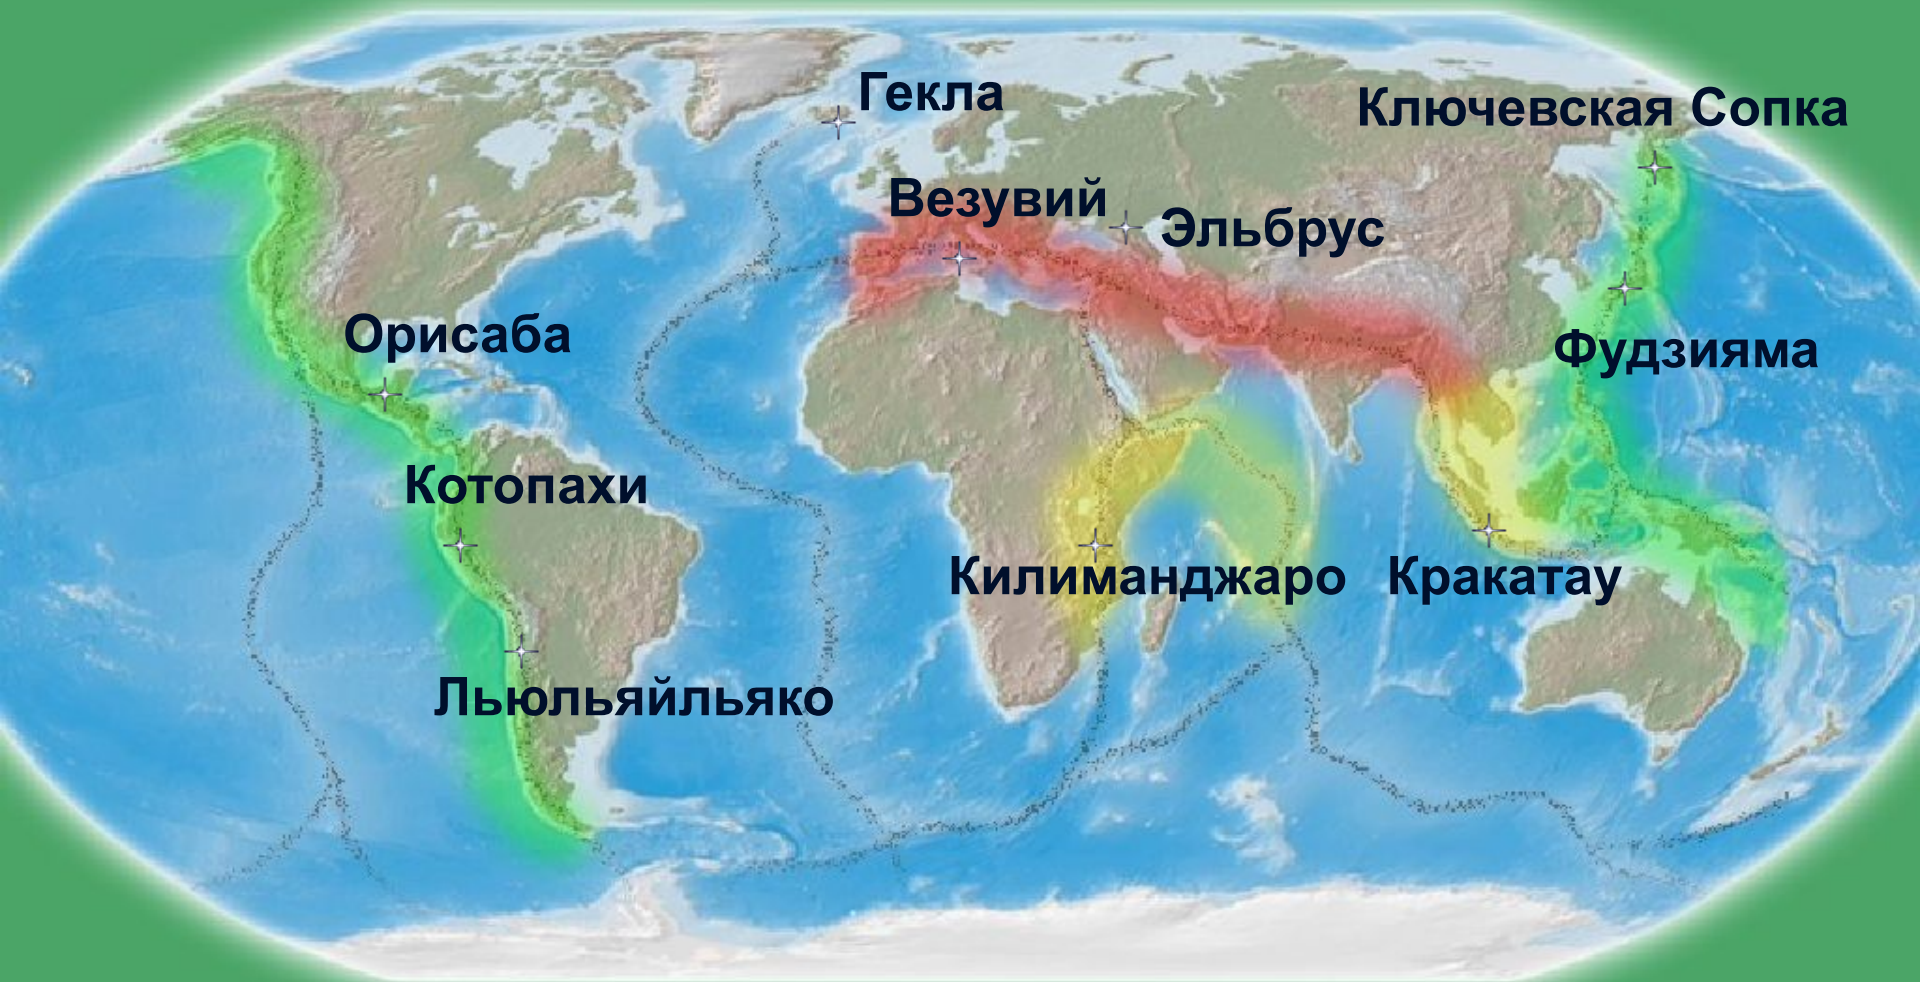 Гекла
Ключевская Сопка
Везувий
Эльбрус
Орисаба
Фудзияма
Котопахи
Килиманджаро
Кракатау
Льюльяйльяко